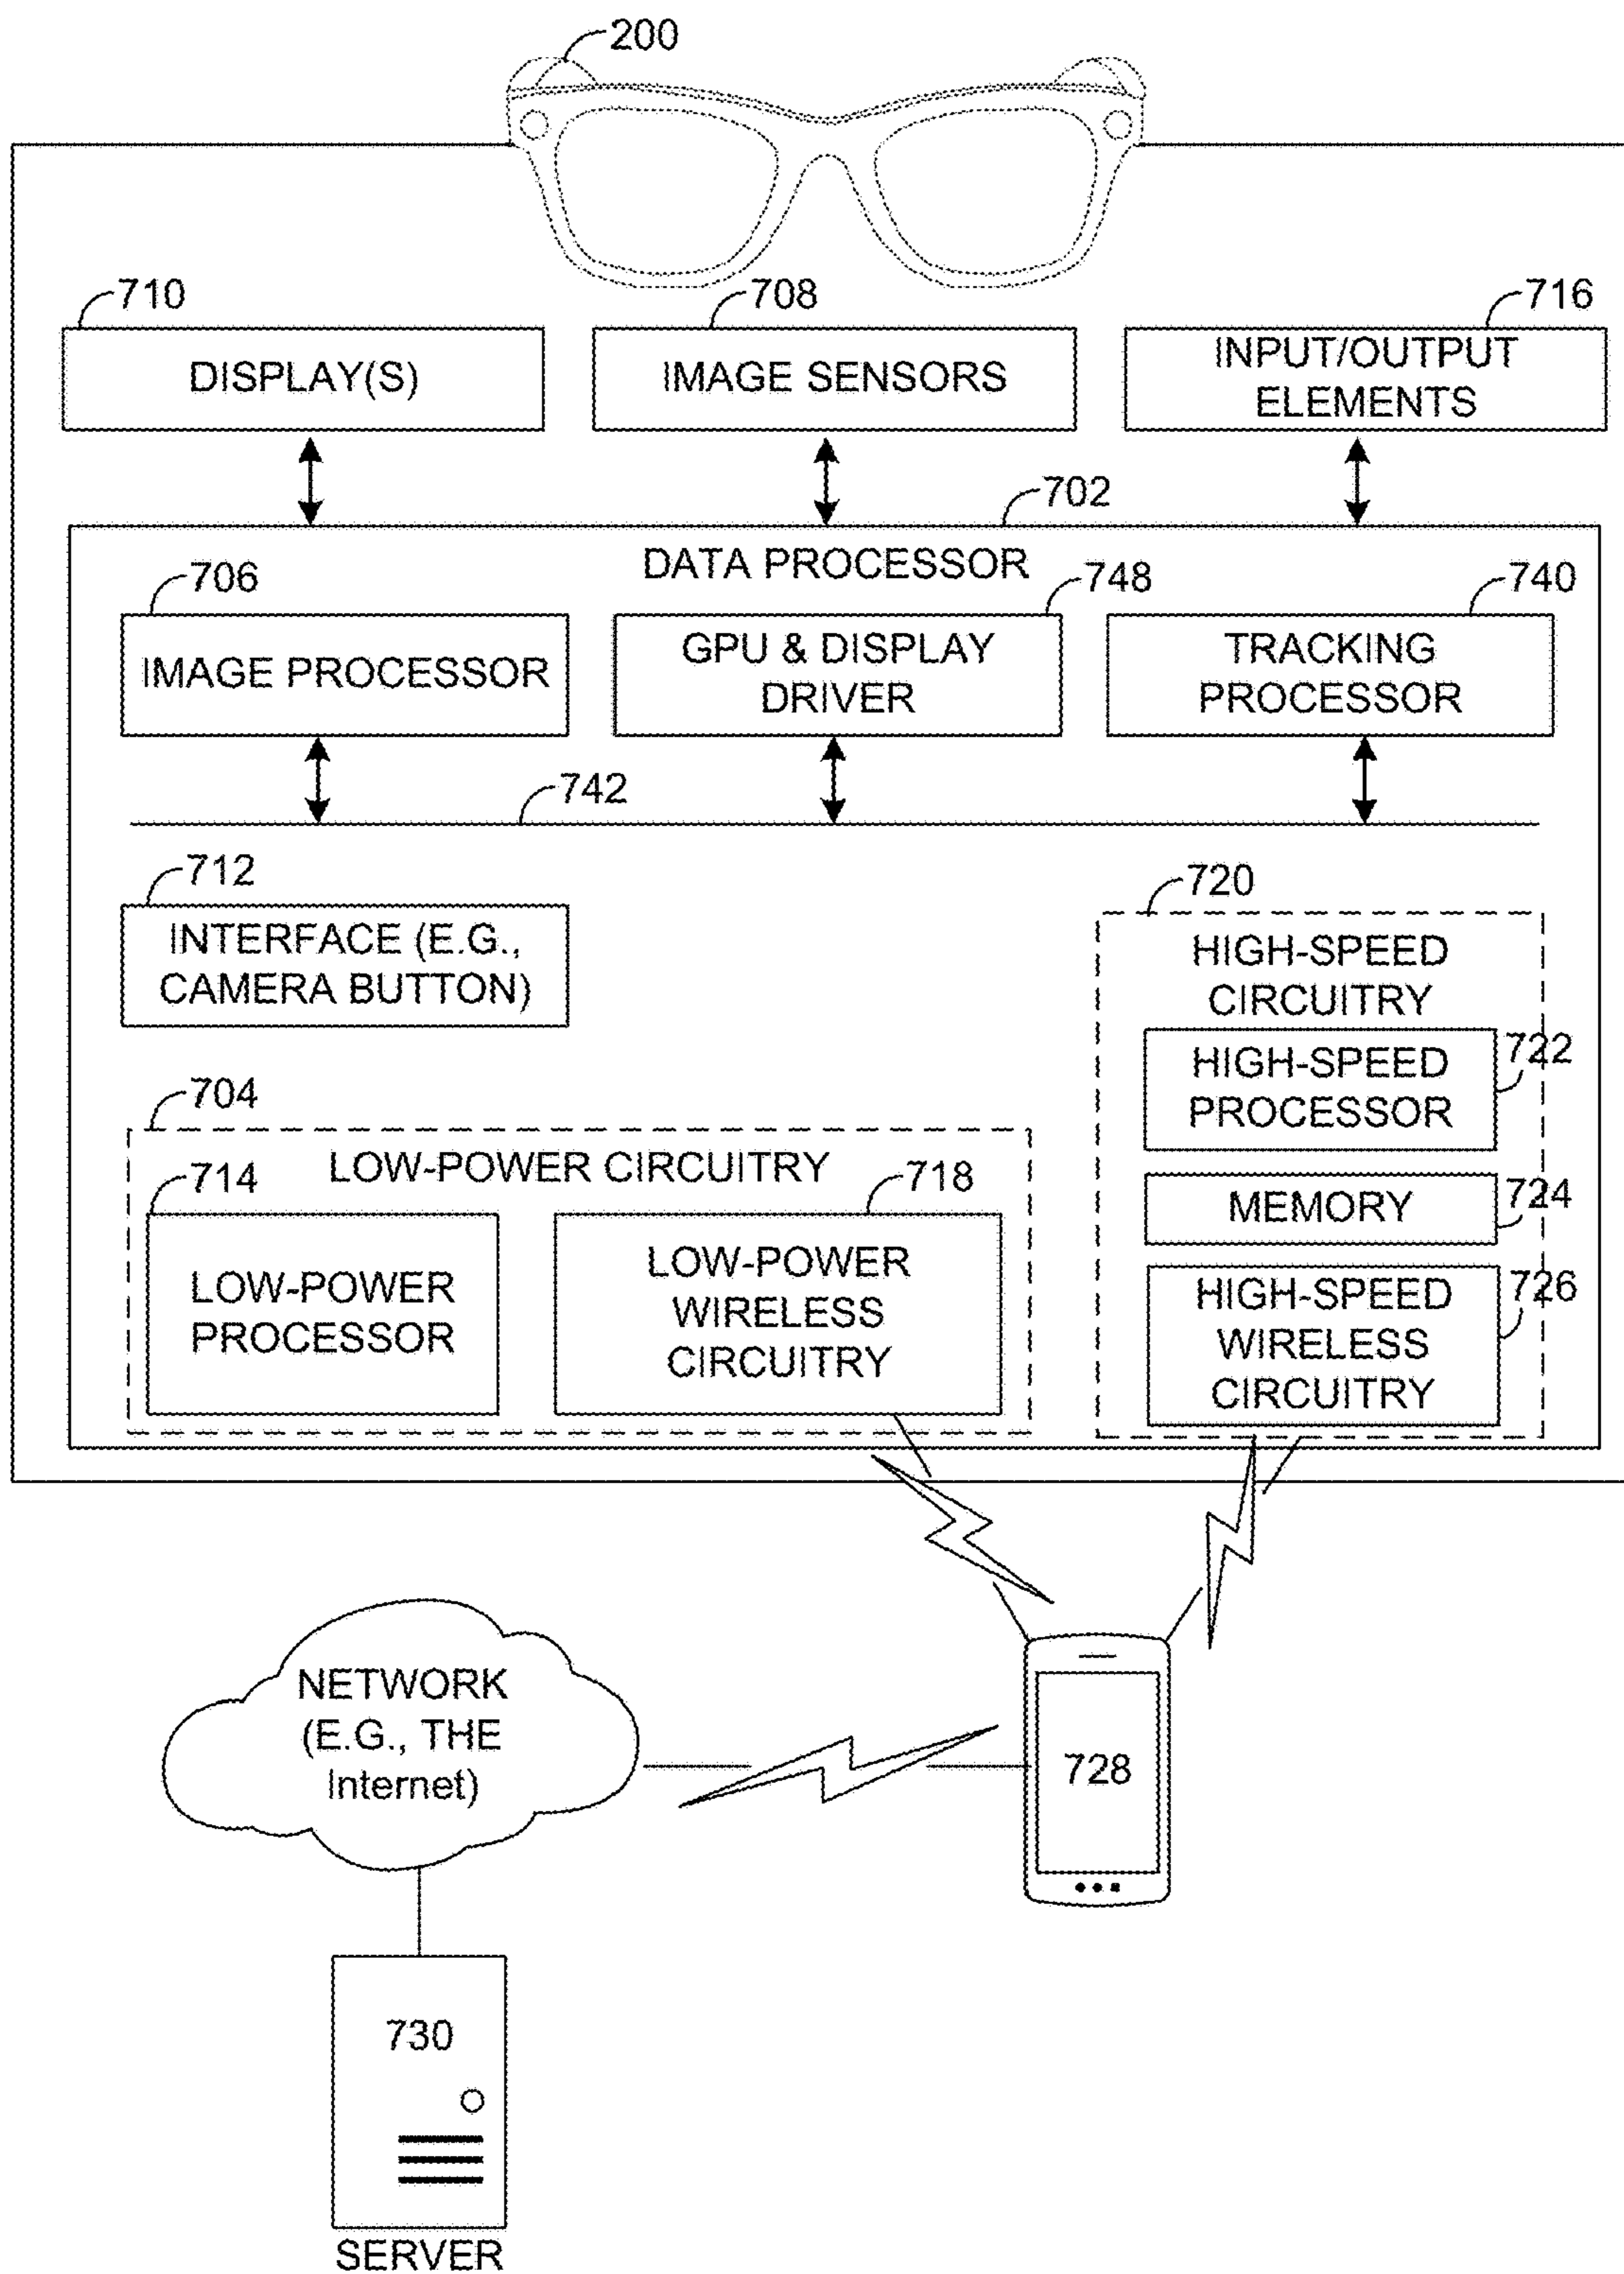 200
710
708
716
DISPLAY(S)
IMAGE SENSORS
INPUT/OUTPUT
ELEMENTS
702
DATA PROCESSOR
706
748
740
IMAGE PROCESSOR
GPU & DISPLAY
DRIVER
TRACKING
PROCESSOR
742
712
INTERFACE (E.G.,
CAMERA BUTTON)
720
HIGH-SPEED
CIRCUITRY
HIGH-SPEED
PROCESSOR
722
MEMORY
724
HIGH-SPEED
WIRELESS
CIRCUITRY
726
704
LOW-POWER CIRCUITRY
714
718
LOW-POWER
PROCESSOR
LOW-POWER
WIRELESS
CIRCUITRY
NETWORK
(E.G., THE
Internet)
728
730
SERVER